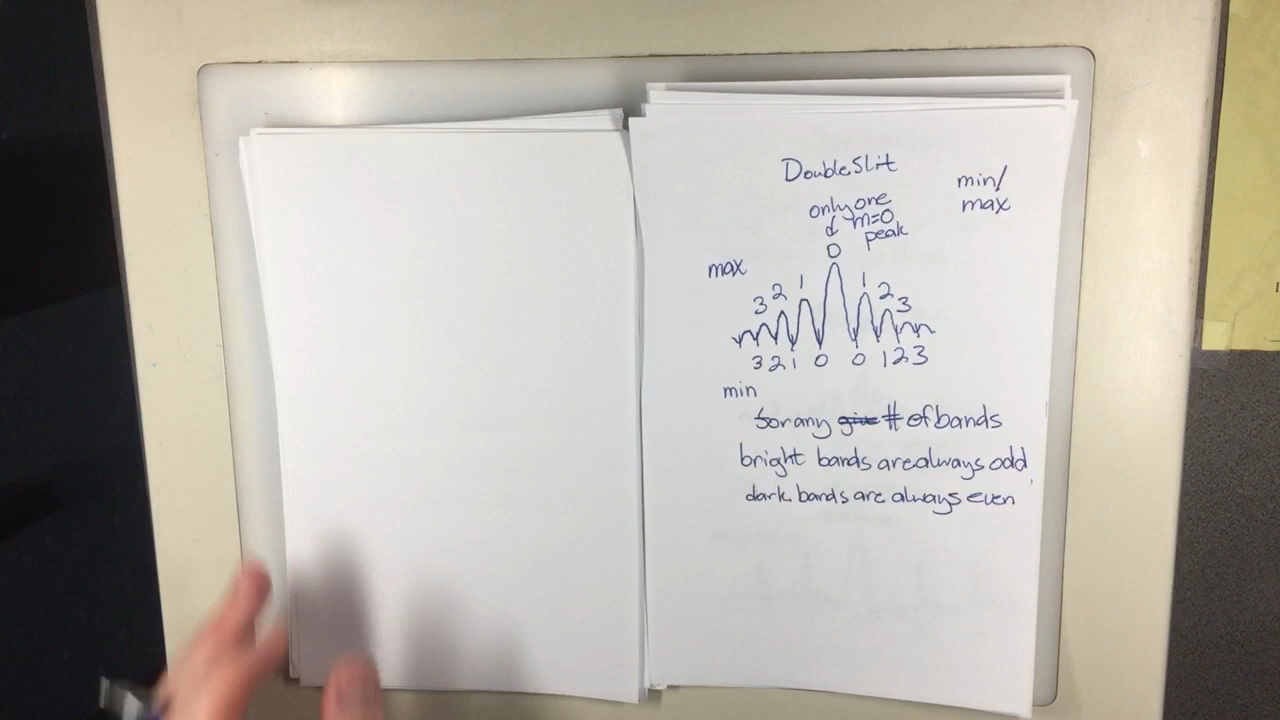 Double Slit
min/
max
only one
m=0
peak
0
max
3 2 1 1 2 3
3 2 1 0 0 1 2 3
min
for any # of bands
bright bands are always odd
dark bands are always even